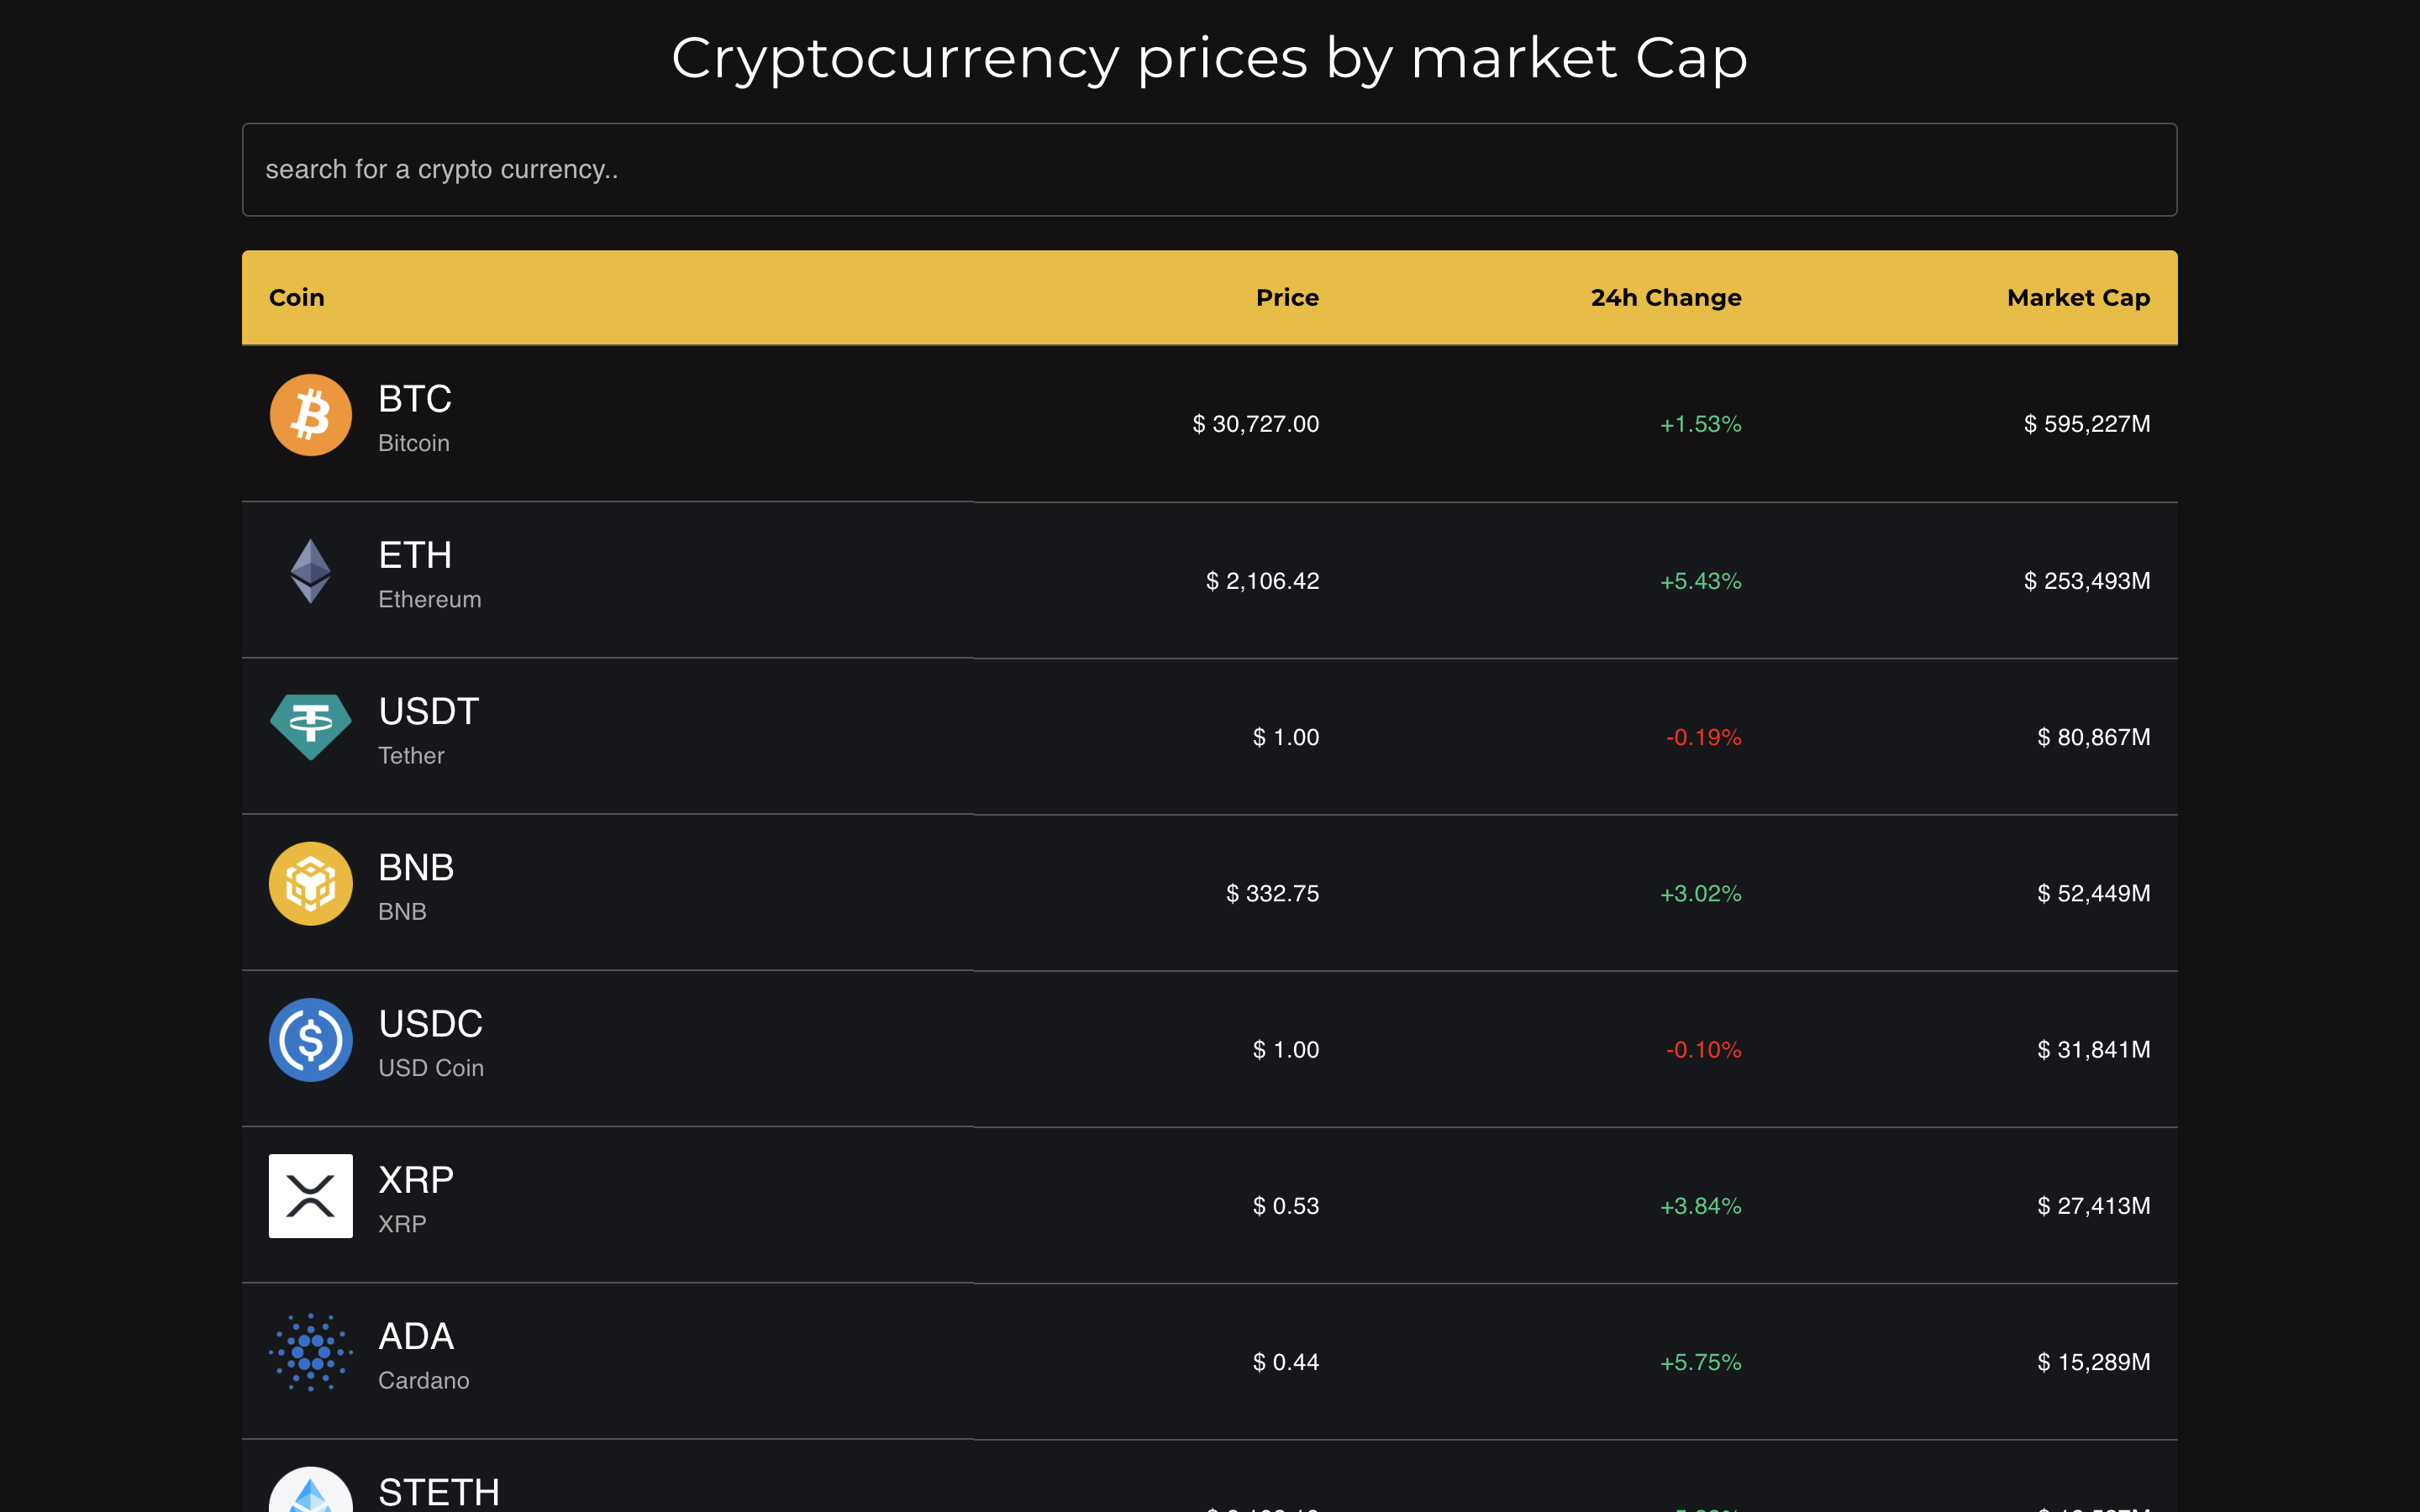 Cryptocurrency prices by market Cap
search for a crypto currency..
Coin Price 24h Change Market Cap
BTC
Bitcoin
$ 30,727.00 +1.53% $ 595,227M
ETH
Ethereum
$ 2,106.42 +5.43% $ 253,493M
USDT
Tether
$ 1.00 -0.19% $ 80,867M
BNB
BNB
$ 332.75 +3.02% $ 52,449M
USDC
USD Coin
$ 1.00 -0.10% $ 31,841M
XRP
XRP
$ 0.53 +3.84% $ 27,413M
ADA
Cardano
$ 0.44 +5.75% $ 15,289M
STETH